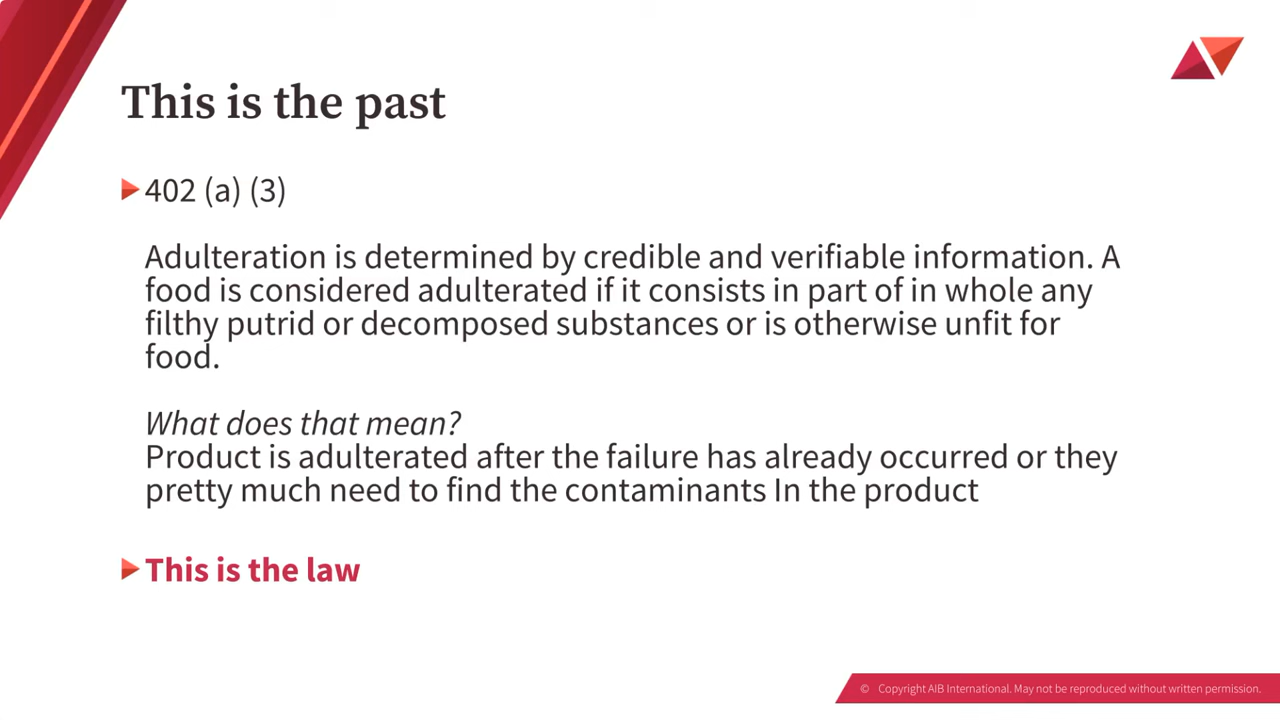 This is the past
402 (a) (3)
Adulteration is determined by credible and verifiable information. A
food is considered adulterated if it consists in part of in whole any
filthy putrid or decomposed substances or is otherwise unfit for
food.
What does that mean?
Product is adulterated after the failure has already occurred or they
pretty much need to find the contaminants In the product
This is the law
© Copyright AIB International. May not be reproduced without written permission.